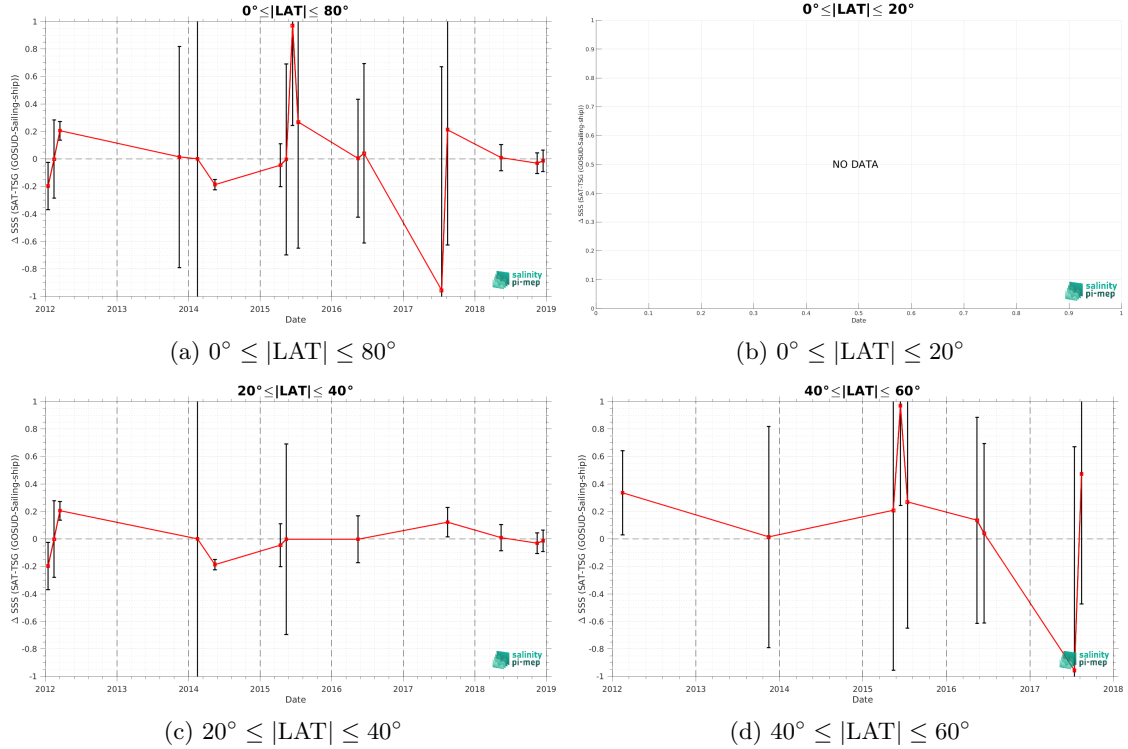 0°≤|LAT|≤ 80°
Δ SSS (SAT-TSG (GOSUD-Sailing-ship))
1
0.8
0.6
0.4
0.2
0
-0.2
-0.4
-0.6
-0.8
-1
2012 2013 2014 2015 2016 2017 2018 2019
Date
salinity
pi-mep
(a) 0° ≤ |LAT| ≤ 80°
0°≤|LAT|≤ 20°
Δ SSS (SAT-TSG (GOSUD-Sailing-ship))
1
0.9
0.8
0.7
0.6
0.5
0.4
0.3
0.2
0.1
0
NO DATA
0 0.1 0.2 0.3 0.4 0.5 0.6 0.7 0.8 0.9 1
Date
salinity
pi-mep
(b) 0° ≤ |LAT| ≤ 20°
20°≤|LAT|≤ 40°
Δ SSS (SAT-TSG (GOSUD-Sailing-ship))
1
0.8
0.6
0.4
0.2
0
-0.2
-0.4
-0.6
-0.8
-1
2012 2013 2014 2015 2016 2017 2018 2019
Date
salinity
pi-mep
(c) 20° ≤ |LAT| ≤ 40°
40°≤|LAT|≤ 60°
Δ SSS (SAT-TSG (GOSUD-Sailing-ship))
1
0.8
0.6
0.4
0.2
0
-0.2
-0.4
-0.6
-0.8
-1
2012 2013 2014 2015 2016 2017 2018
Date
salinity
pi-mep
(d) 40° ≤ |LAT| ≤ 60°